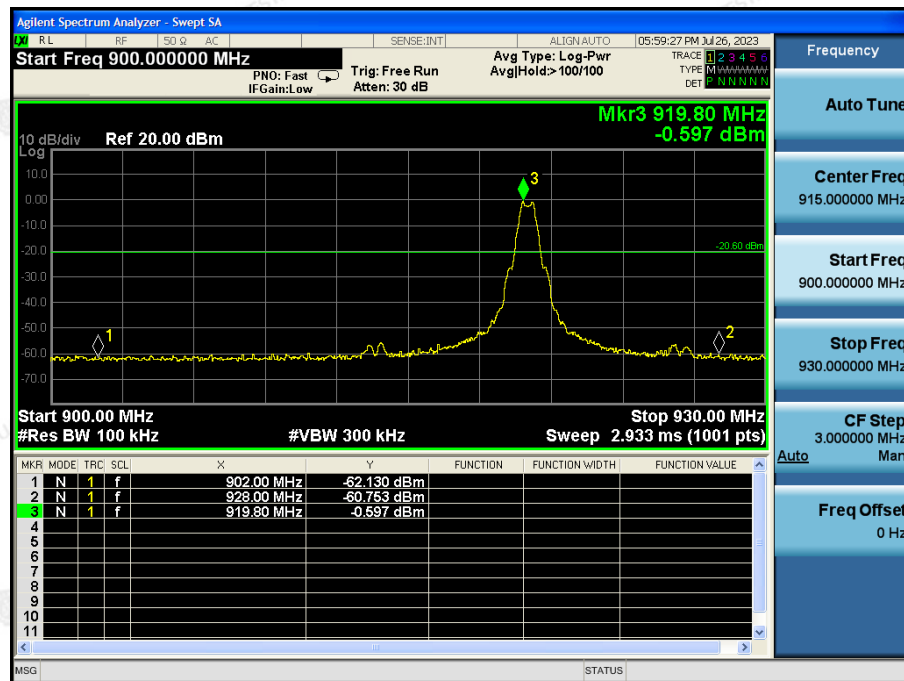 Agilent Spectrum Analyzer - Swept SA
LXI RL RF 50 Ω AC SENSE:INT ALIGN AUTO 05:59:27 PM Jul 26, 2023
Start Freq 900.000000 MHz
PNO: Fast
IFGain:Low
Trig: Free Run
Atten: 30 dB
Avg Type: Log-Pwr
Avg|Hold:>100/100
TRACE 1 2 3 4 5 6
TYPE M WWWWW
DET P N N N N N
Mkr3 919.80 MHz
-0.597 dBm
10 dB/div Ref 20.00 dBm
Log
10.0
0.00
-10.0
-20.0
-30.0
-40.0
-50.0
-60.0
-70.0
3
-20.60 dBm
1
2
Start 900.00 MHz Stop 930.00 MHz
#Res BW 100 kHz #VBW 300 kHz Sweep 2.933 ms (1001 pts)
MKR MODE TRC SCL X Y FUNCTION FUNCTION WIDTH FUNCTION VALUE
1 N 1 f 902.00 MHz -62.130 dBm
2 N 1 f 928.00 MHz -60.753 dBm
3 N 1 f 919.80 MHz -0.597 dBm
4
5
6
7
8
9
10
11
MSG STATUS
Frequency
Auto Tune
Center Freq
915.000000 MHz
Start Freq
900.000000 MHz
Stop Freq
930.000000 MHz
CF Step
3.000000 MHz
Auto Man
Freq Offset
0 Hz